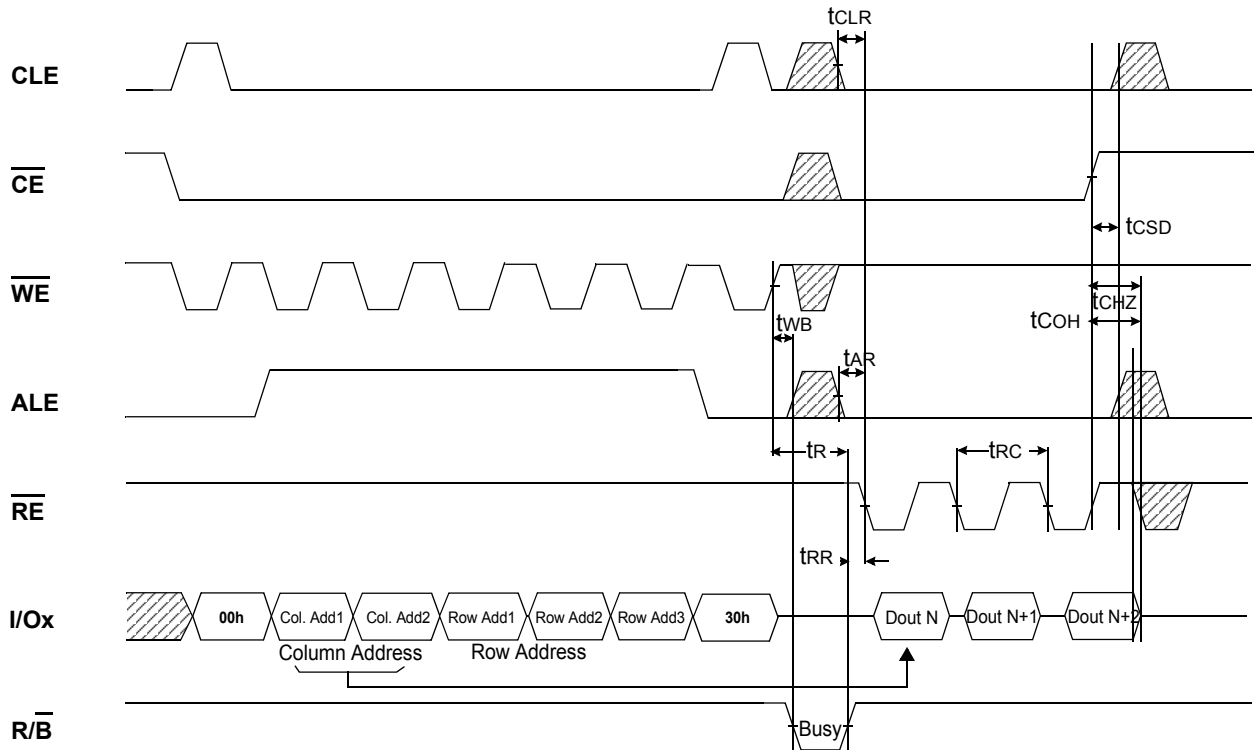 tCLR
CLE
CE
tCSD
WE
tCHZ
tWB
tCOH
tAR
ALE
tR
tRC
RE
tRR
I/Ox
00h
Col. Add1
Col. Add2
Row Add1
Row Add2
Row Add3
30h
Dout N
Dout N+1
Dout N+2
Column Address
Row Address
R/B
Busy